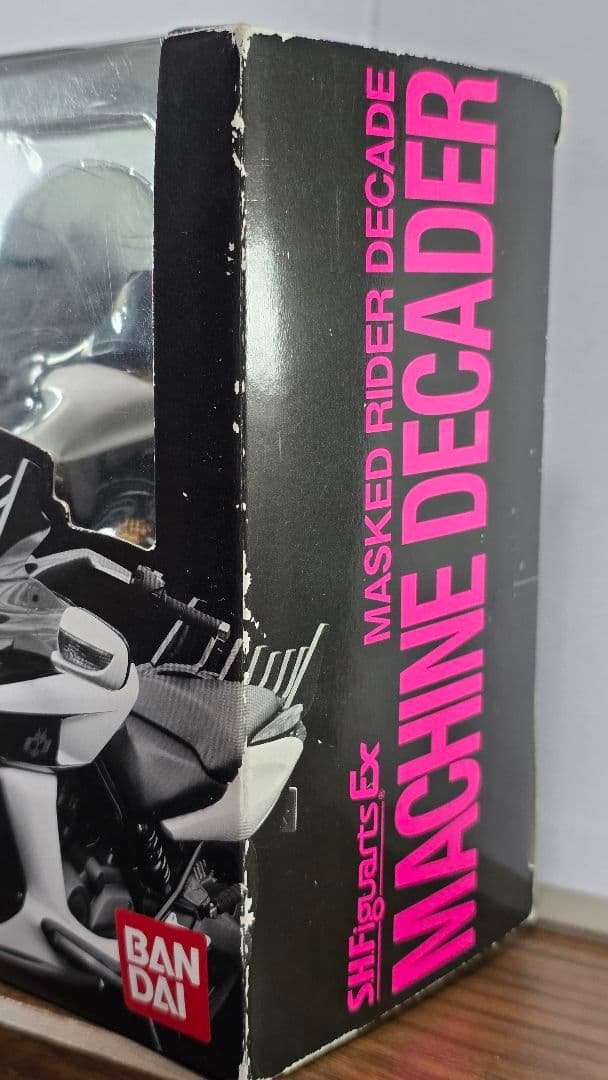 MASKED RIDER DECADE
S.H.Figuarts EX®
MACHINE DECADER
BAN
DAI